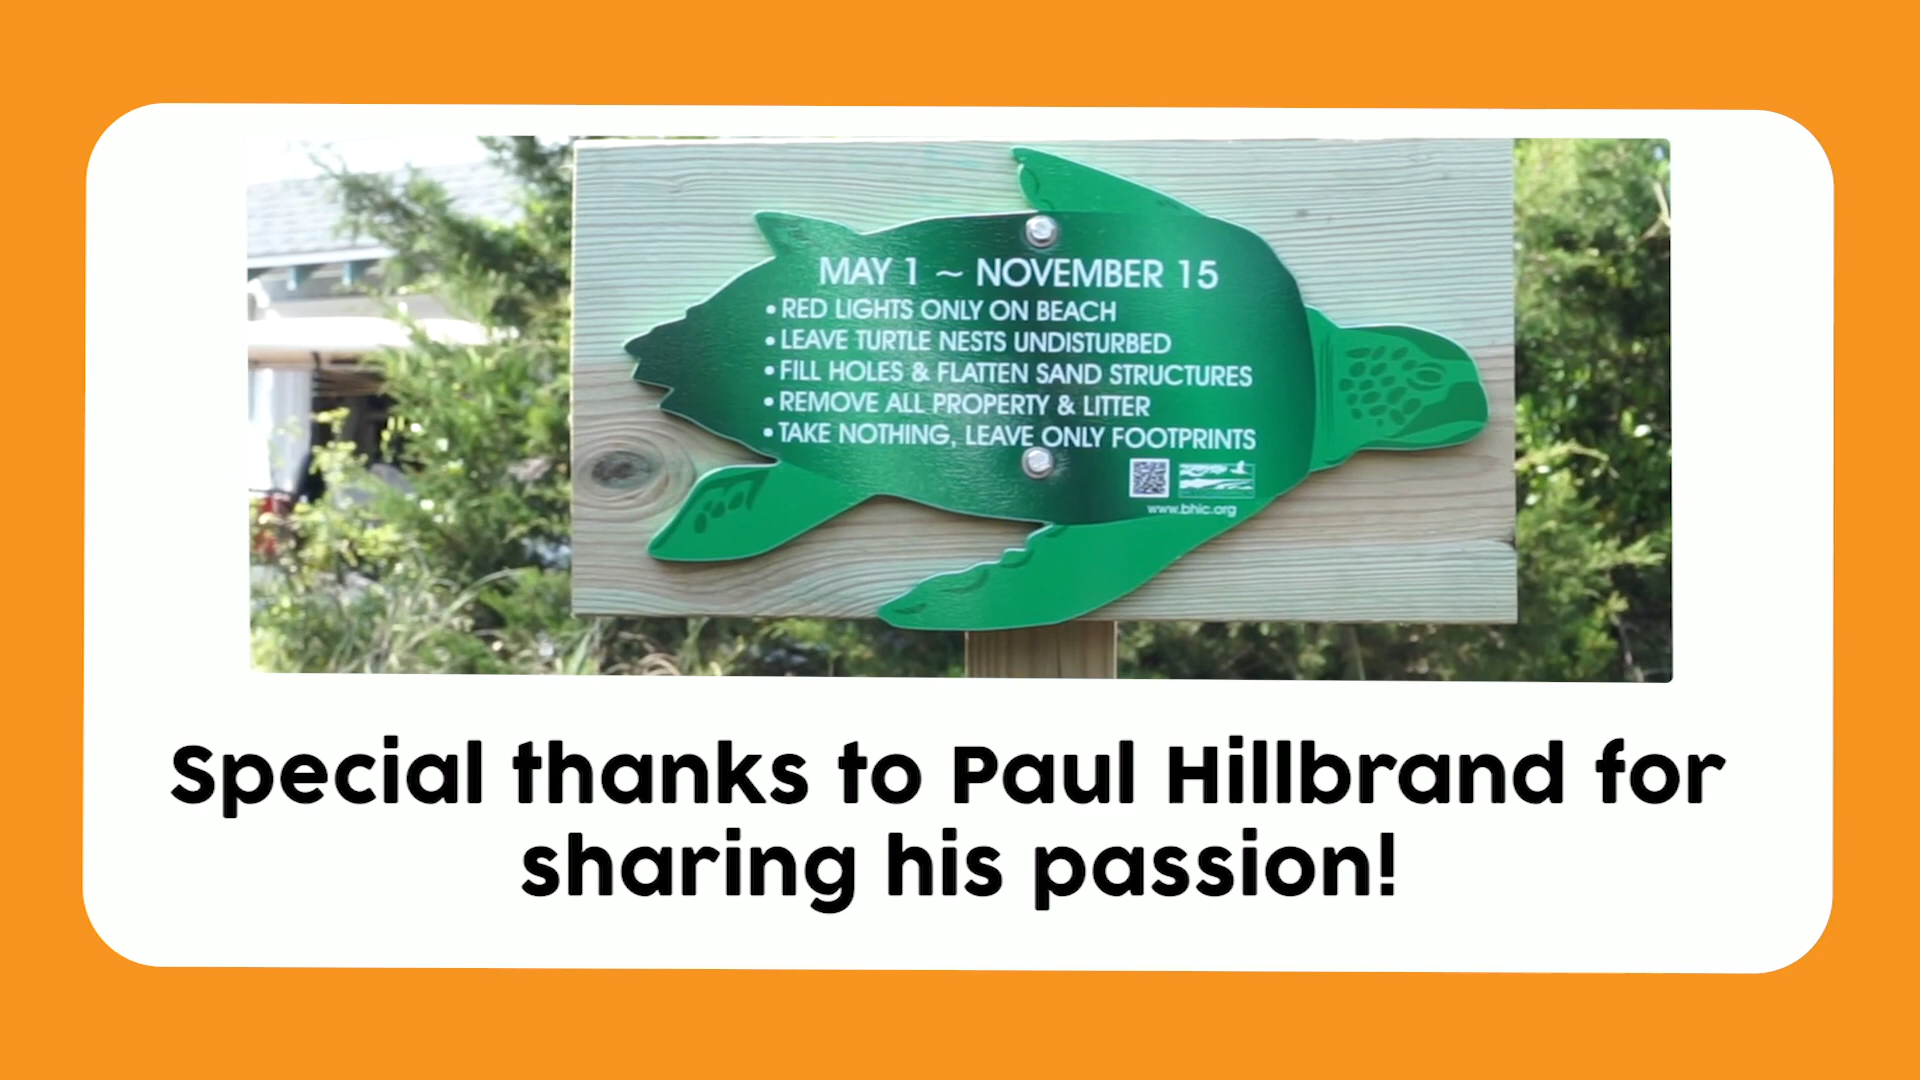 MAY 1 ~ NOVEMBER 15
• RED LIGHTS ONLY ON BEACH
• LEAVE TURTLE NESTS UNDISTURBED
• FILL HOLES & FLATTEN SAND STRUCTURES
• REMOVE ALL PROPERTY & LITTER
• TAKE NOTHING, LEAVE ONLY FOOTPRINTS
www.bhic.org
Special thanks to Paul Hillbrand for
sharing his passion!